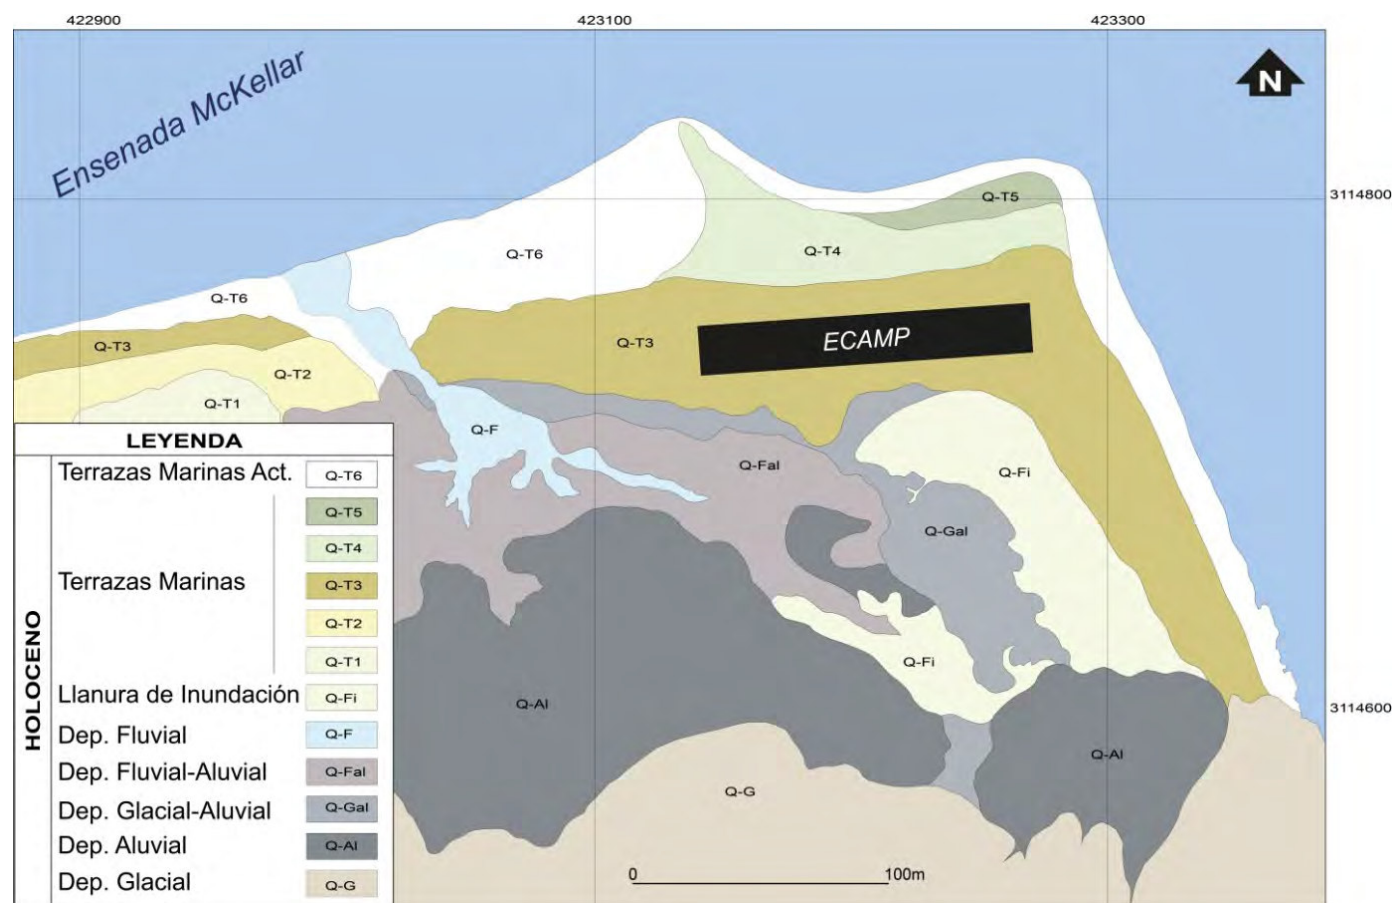 422900 423100 423300
Ensenada McKellar
N
3114800
Q-T5
Q-T4
Q-T6
Q-T6
Q-T3
Q-T3
ECAMP
Q-T2
Q-T1
Q-F
Q-Fal
Q-Fi
Q-Gal
Q-Fi
Q-Al
3114600
Q-Al
Q-G
0 100m
LEYENDA
HOLOCENO
Terrazas Marinas Act. Q-T6
Q-T5
Q-T4
Terrazas Marinas Q-T3
Q-T2
Q-T1
Llanura de Inundación Q-Fi
Dep. Fluvial Q-F
Dep. Fluvial-Aluvial Q-Fal
Dep. Glacial-Aluvial Q-Gal
Dep. Aluvial Q-Al
Dep. Glacial Q-G